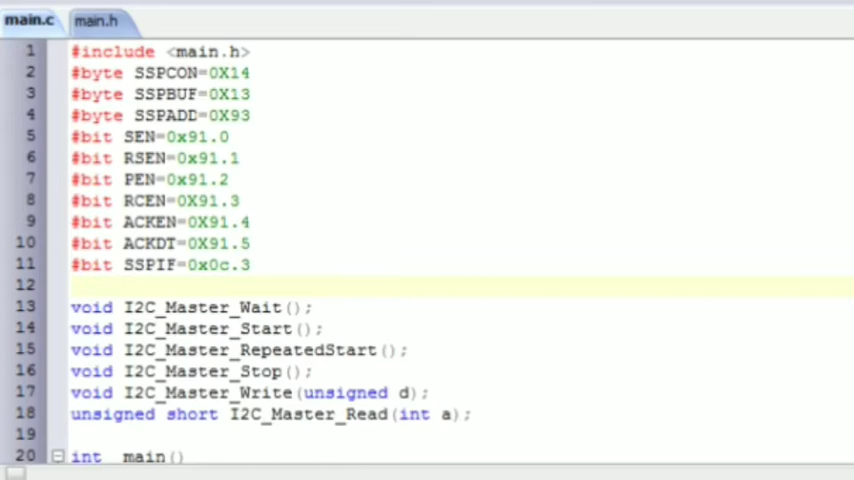 main.c main.h
1 #include <main.h>
2 #byte SSPCON=0X14
3 #byte SSPBUF=0X13
4 #byte SSPADD=0X93
5 #bit SEN=0x91.0
6 #bit RSEN=0x91.1
7 #bit PEN=0x91.2
8 #bit RCEN=0X91.3
9 #bit ACKEN=0X91.4
10 #bit ACKDT=0X91.5
11 #bit SSPIF=0x0c.3
12
13 void I2C_Master_Wait();
14 void I2C_Master_Start();
15 void I2C_Master_RepeatedStart();
16 void I2C_Master_Stop();
17 void I2C_Master_Write(unsigned d);
18 unsigned short I2C_Master_Read(int a);
19
20 int main()